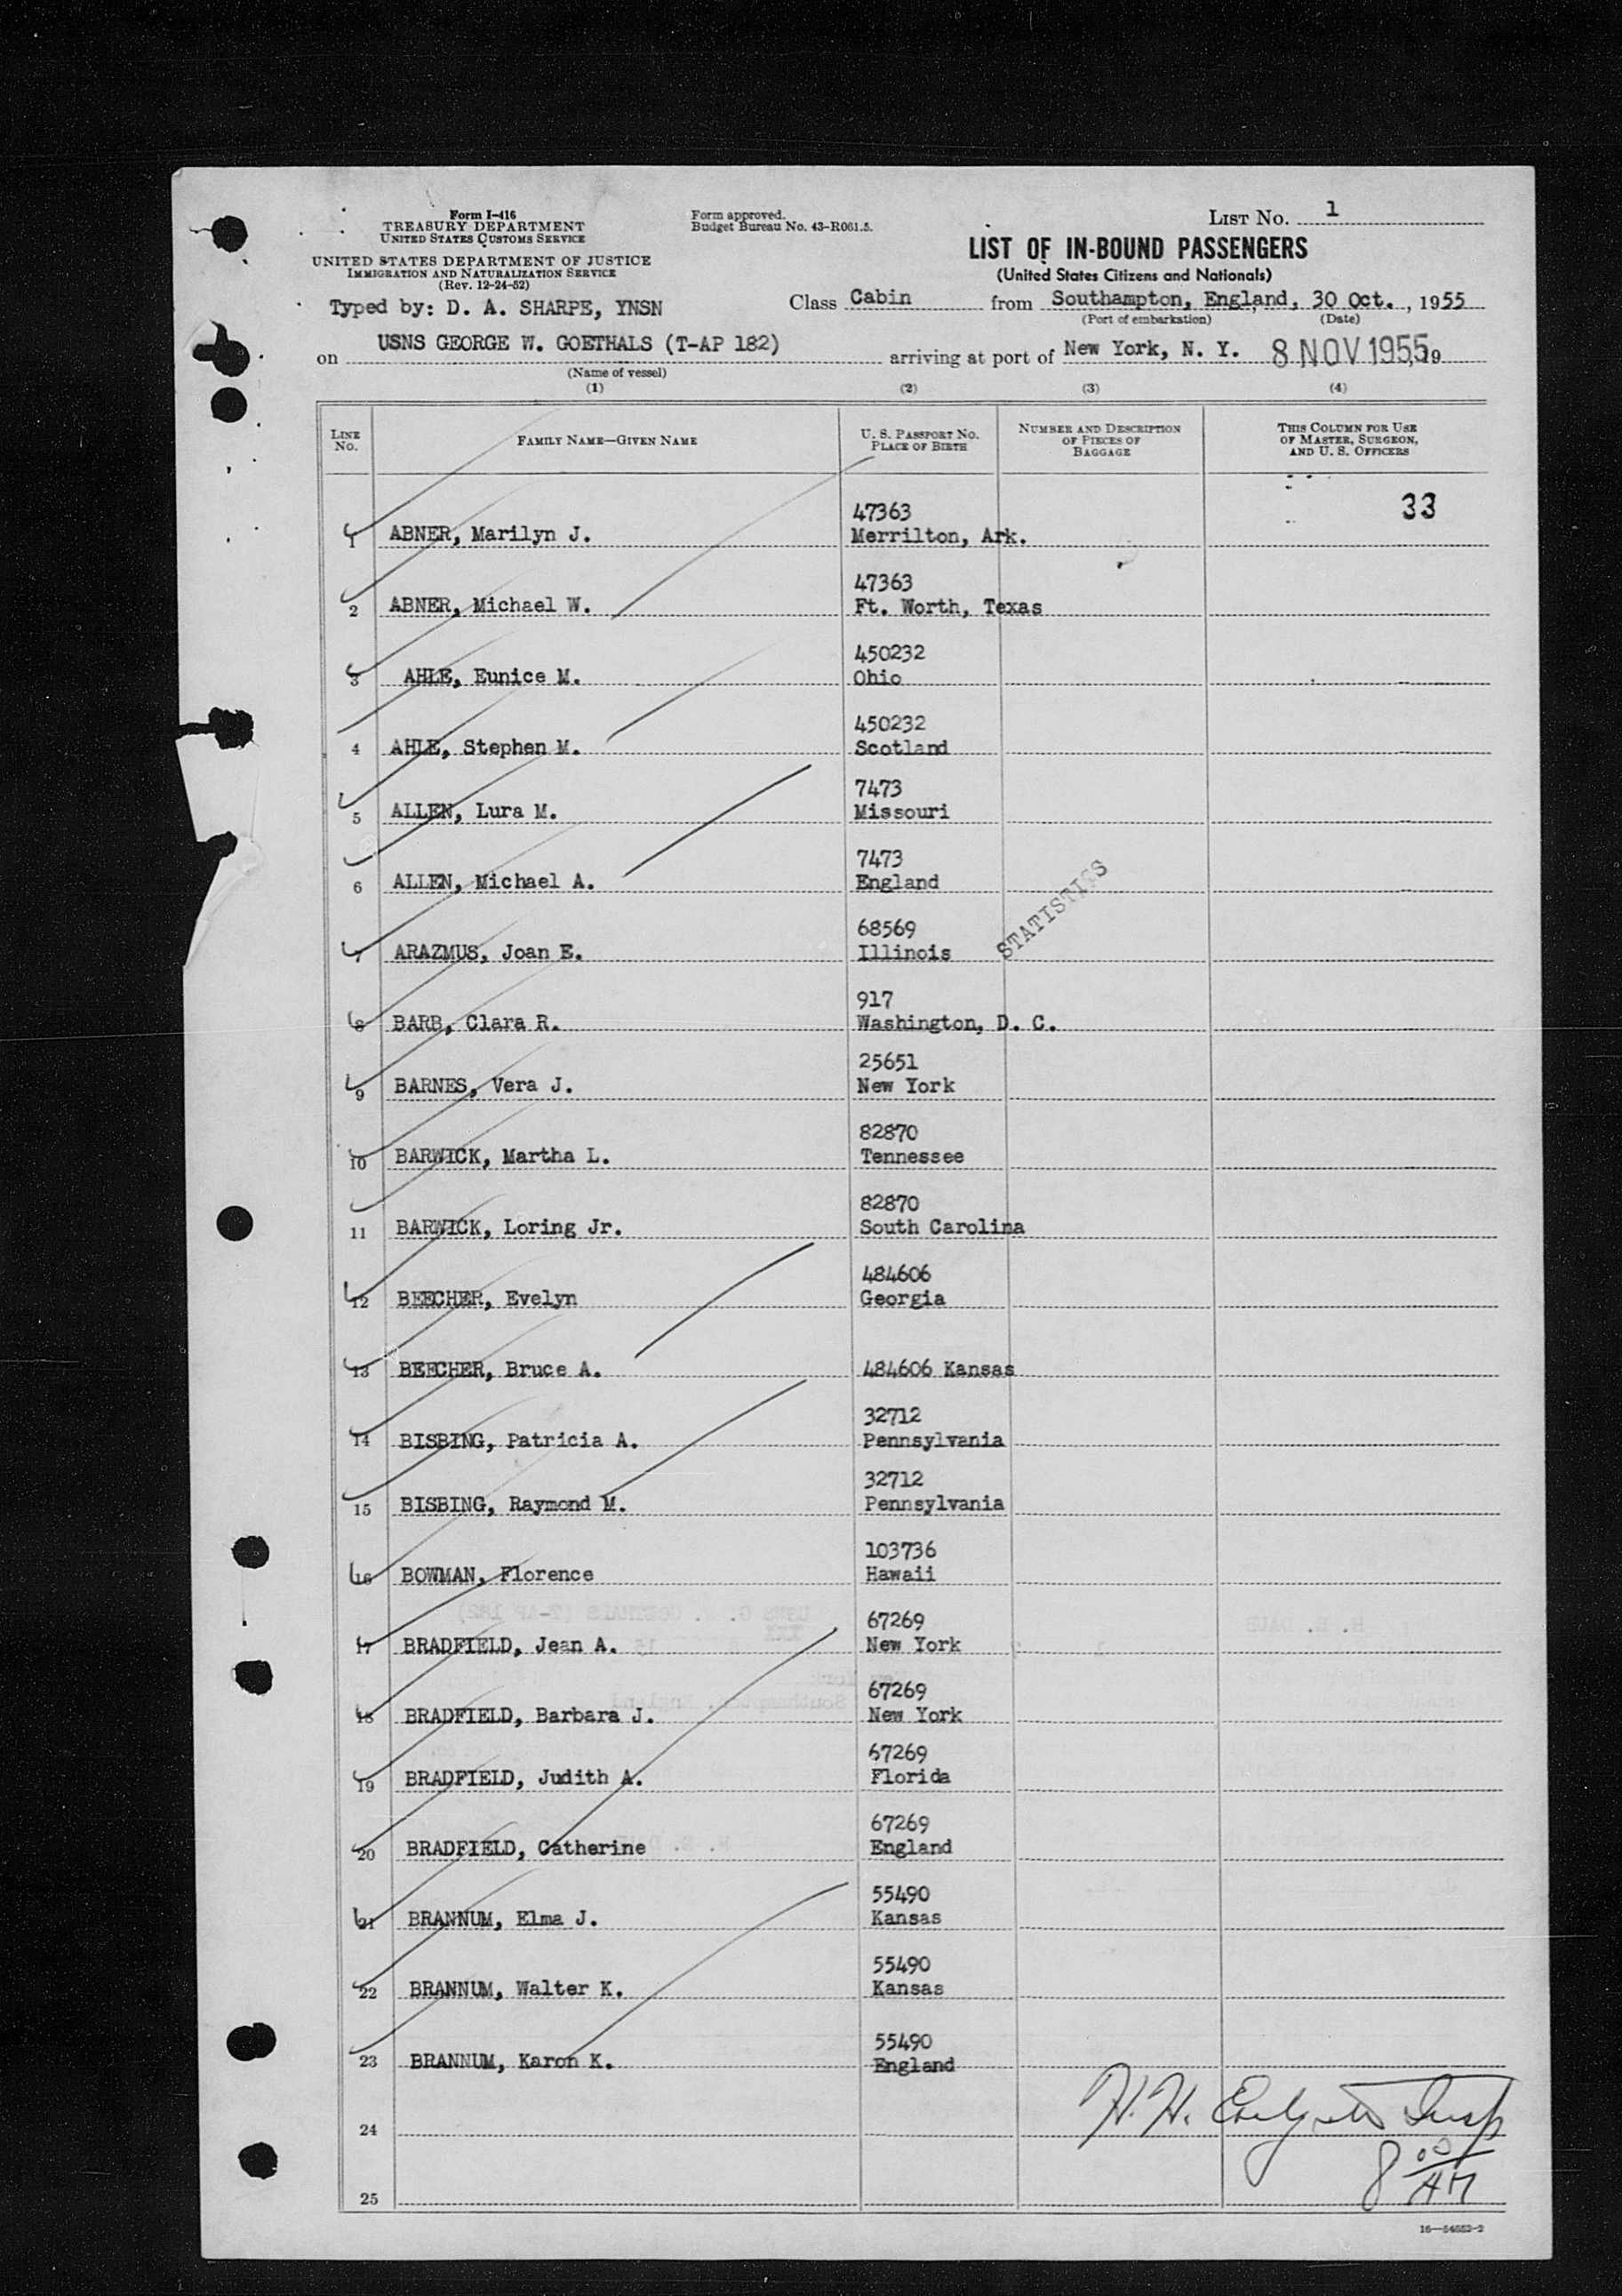 Form I-416
TREASURY DEPARTMENT
UNITED STATES CUSTOMS SERVICE
UNITED STATES DEPARTMENT OF JUSTICE
IMMIGRATION AND NATURALIZATION SERVICE
(Rev. 12-24-52)
Form approved.
Budget Bureau No. 43-R061.5.
LIST NO. 1
LIST OF IN-BOUND PASSENGERS
(United States Citizens and Nationals)
Typed by: D. A. SHARPE, YNSN
Class Cabin from Southampton, England, 30 Oct., 1955
(Port of embarkation) (Date)
on USNS GEORGE W. GOETHALS (T-AP 182) arriving at port of New York, N. Y. 8 NOV 1955, 19
(Name of vessel)
(1) (2) (3) (4)
LINE NO. FAMILY NAME—GIVEN NAME U. S. PASSPORT NO. PLACE OF BIRTH NUMBER AND DESCRIPTION OF PIECES OF BAGGAGE THIS COLUMN FOR USE OF MASTER, SURGEON, AND U. S. OFFICERS
47363 33
1 ABNER, Marilyn J. Merrilton, Ark.
47363
2 ABNER, Michael W. Ft. Worth, Texas
450232
3 AHLE, Eunice M. Ohio
450232
4 AHLE, Stephen M. Scotland
7473
5 ALLEN, Lura M. Missouri
7473
6 ALLEN, Michael A. England
STATISTICS
68569
7 ARAZMUS, Joan E. Illinois
917
8 BARB, Clara R. Washington, D. C.
25651
9 BARNES, Vera J. New York
82870
10 BARWICK, Martha L. Tennessee
82870
11 BARWICK, Loring Jr. South Carolina
484606
12 BEECHER, Evelyn Georgia
13 BEECHER, Bruce A. 484606 Kansas
32712
14 BISBING, Patricia A. Pennsylvania
32712
15 BISBING, Raymond M. Pennsylvania
103736
16 BOWMAN, Florence Hawaii
67269
17 BRADFIELD, Jean A. New York
67269
18 BRADFIELD, Barbara J. New York
67269
19 BRADFIELD, Judith A. Florida
67269
20 BRADFIELD, Catherine England
55490
21 BRANNUM, Elma J. Kansas
55490
22 BRANNUM, Walter K. Kansas
55490
23 BRANNUM, Karon K. England
H. H. Insp
24
8 00 AM
25
16—54552-2